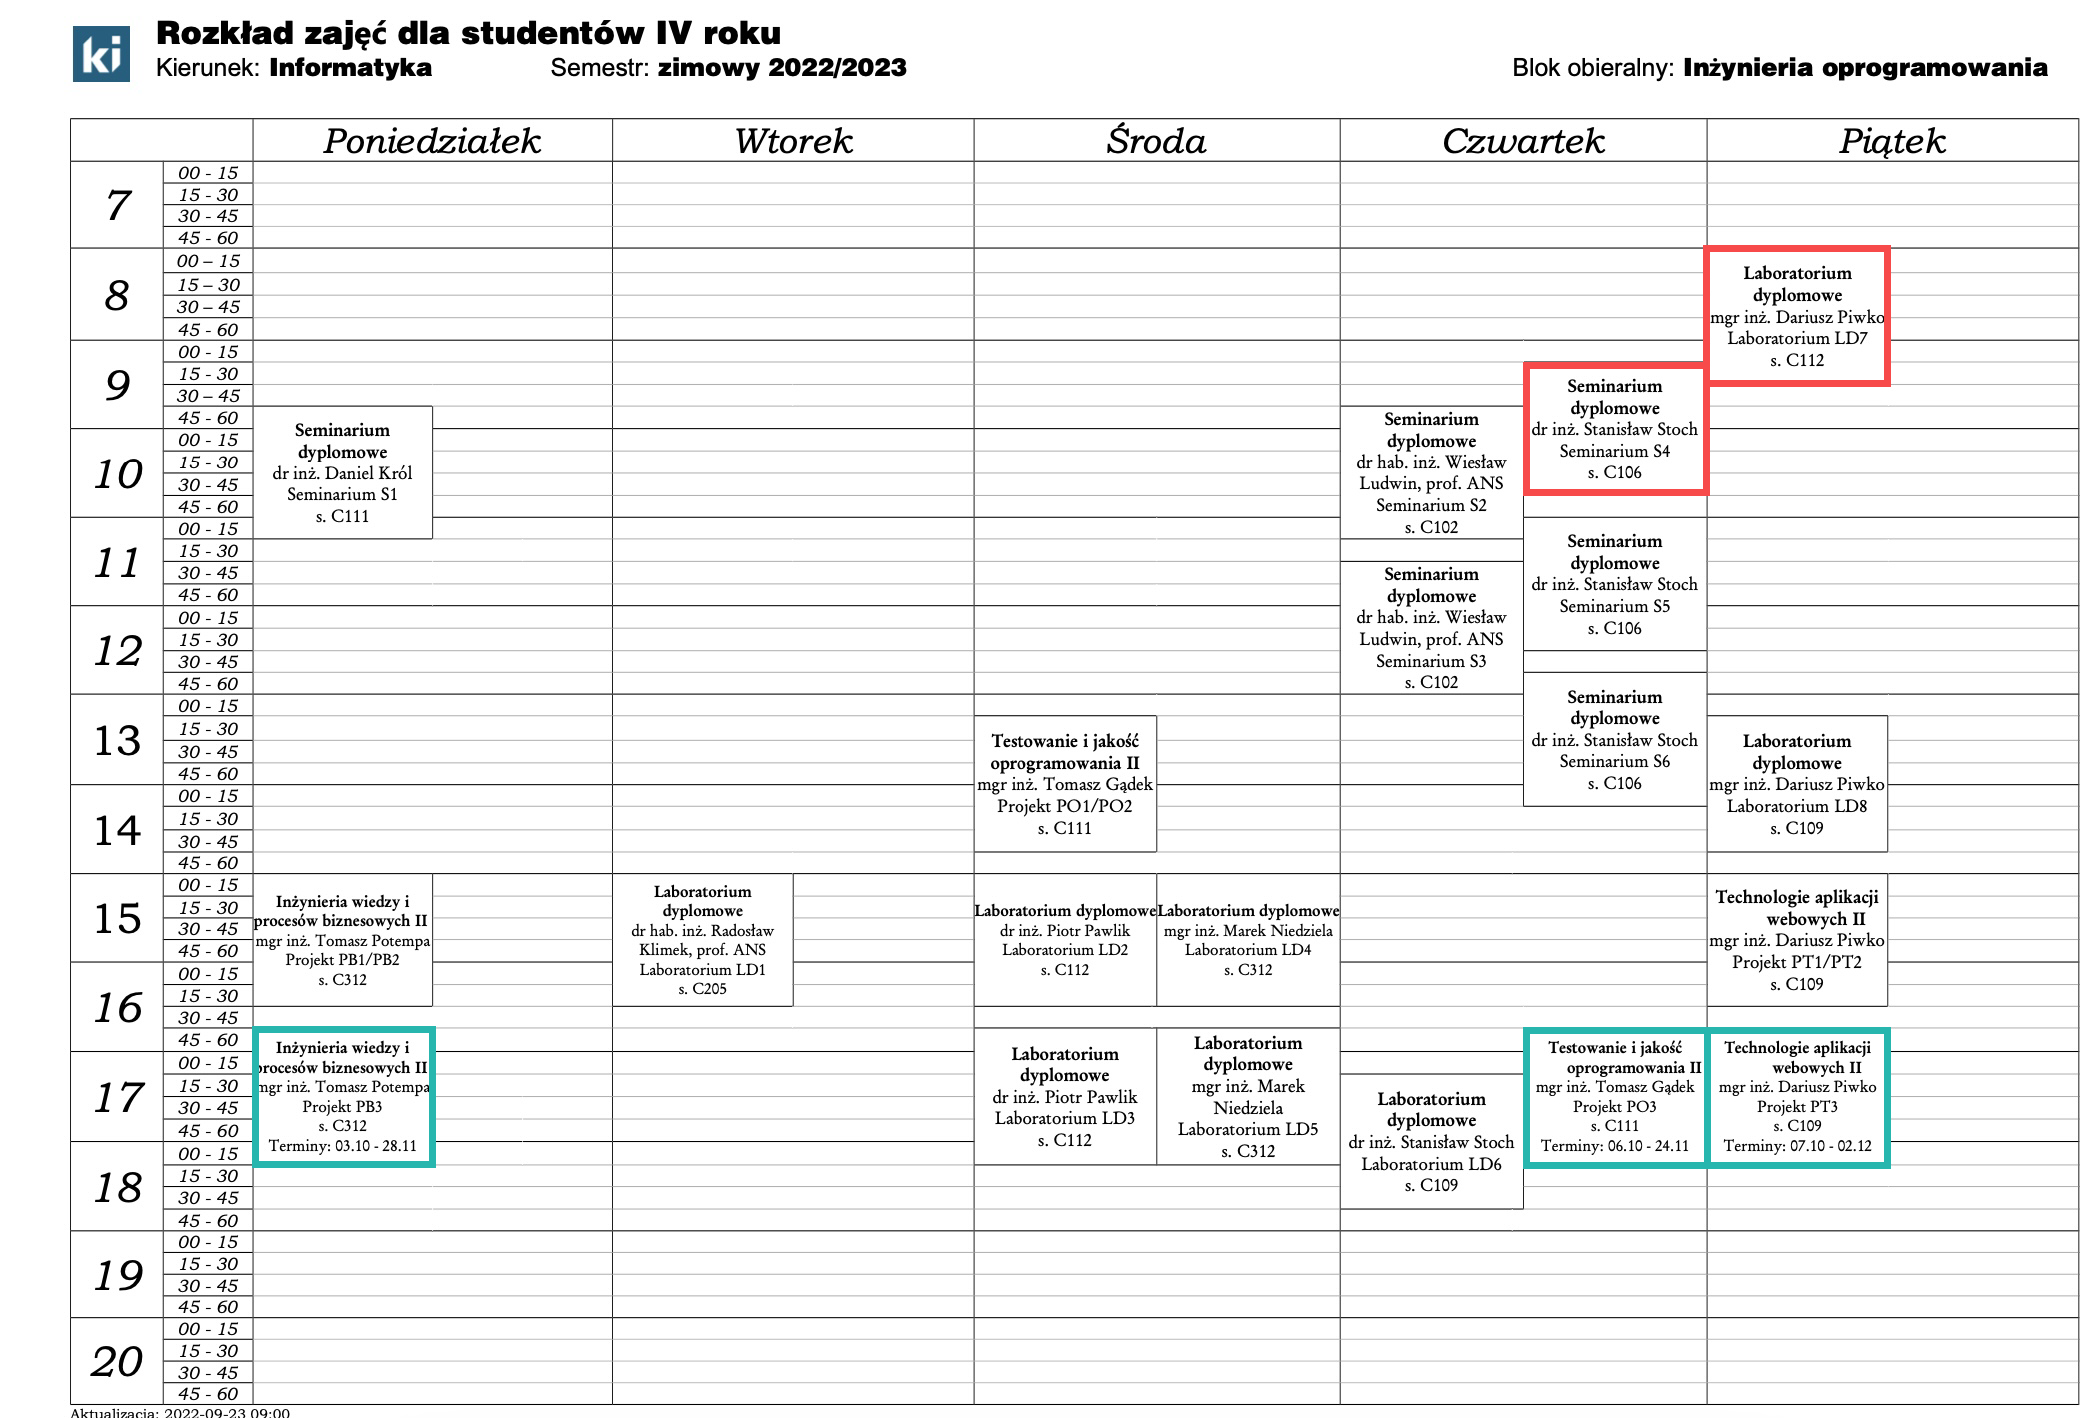 ki
Rozkład zajęć dla studentów IV roku
Kierunek: Informatyka
Semestr: zimowy 2022/2023
Blok obieralny: Inżynieria oprogramowania
Poniedziałek
Wtorek
Środa
Czwartek
Piątek
7
00 - 15
15 - 30
30 - 45
45 - 60
8
00 – 15
15 – 30
30 – 45
45 - 60
9
00 - 15
15 - 30
30 – 45
45 - 60
10
00 - 15
15 - 30
30 - 45
45 - 60
11
00 - 15
15 - 30
30 - 45
45 - 60
12
00 - 15
15 - 30
30 - 45
45 - 60
13
00 - 15
15 - 30
30 - 45
45 - 60
14
00 - 15
15 - 30
30 - 45
45 - 60
15
00 - 15
15 - 30
30 - 45
45 - 60
16
00 - 15
15 - 30
30 - 45
45 - 60
17
00 - 15
15 - 30
30 - 45
45 - 60
18
00 - 15
15 - 30
30 - 45
45 - 60
19
00 - 15
15 - 30
30 - 45
45 - 60
20
00 - 15
15 - 30
30 - 45
45 - 60
Seminarium
dyplomowe
dr inż. Daniel Król
Seminarium S1
s. C111
Inżynieria wiedzy i
procesów biznesowych II
mgr inż. Tomasz Potempa
Projekt PB1/PB2
s. C312
Inżynieria wiedzy i
procesów biznesowych II
mgr inż. Tomasz Potempa
Projekt PB3
s. C312
Terminy: 03.10 - 28.11
Laboratorium
dyplomowe
dr hab. inż. Radosław
Klimek, prof. ANS
Laboratorium LD1
s. C205
Testowanie i jakość
oprogramowania II
mgr inż. Tomasz Gądek
Projekt PO1/PO2
s. C111
Laboratorium dyplomowe
dr inż. Piotr Pawlik
Laboratorium LD2
s. C112
Laboratorium dyplomowe
mgr inż. Marek Niedziela
Laboratorium LD4
s. C312
Laboratorium
dyplomowe
dr inż. Piotr Pawlik
Laboratorium LD3
s. C112
Laboratorium
dyplomowe
mgr inż. Marek
Niedziela
Laboratorium LD5
s. C312
Seminarium
dyplomowe
dr hab. inż. Wiesław
Ludwin, prof. ANS
Seminarium S2
s. C102
Seminarium
dyplomowe
dr hab. inż. Wiesław
Ludwin, prof. ANS
Seminarium S3
s. C102
Laboratorium
dyplomowe
dr inż. Stanisław Stoch
Laboratorium LD6
s. C109
Seminarium
dyplomowe
dr inż. Stanisław Stoch
Seminarium S4
s. C106
Seminarium
dyplomowe
dr inż. Stanisław Stoch
Seminarium S5
s. C106
Seminarium
dyplomowe
dr inż. Stanisław Stoch
Seminarium S6
s. C106
Testowanie i jakość
oprogramowania II
mgr inż. Tomasz Gądek
Projekt PO3
s. C111
Terminy: 06.10 - 24.11
Laboratorium
dyplomowe
mgr inż. Dariusz Piwko
Laboratorium LD7
s. C112
Laboratorium
dyplomowe
mgr inż. Dariusz Piwko
Laboratorium LD8
s. C109
Technologie aplikacji
webowych II
mgr inż. Dariusz Piwko
Projekt PT1/PT2
s. C109
Technologie aplikacji
webowych II
mgr inż. Dariusz Piwko
Projekt PT3
s. C109
Terminy: 07.10 - 02.12
Aktualizacja: 2022-09-23 09:00